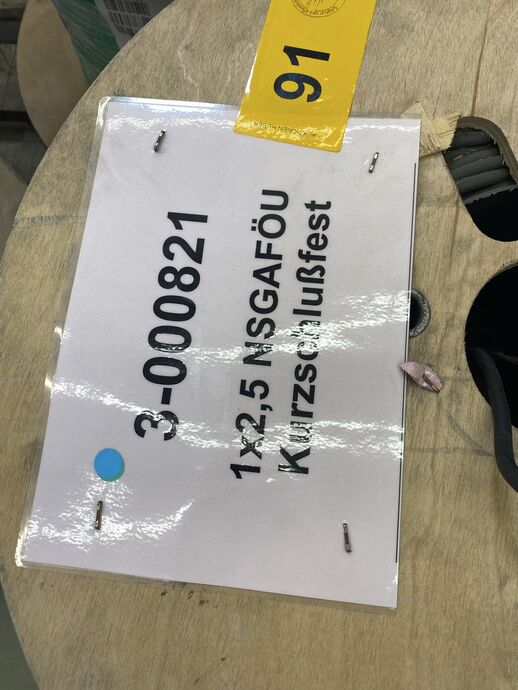 91
3-000821
1x2,5 NSGAFÖU
Kurzschlußfest